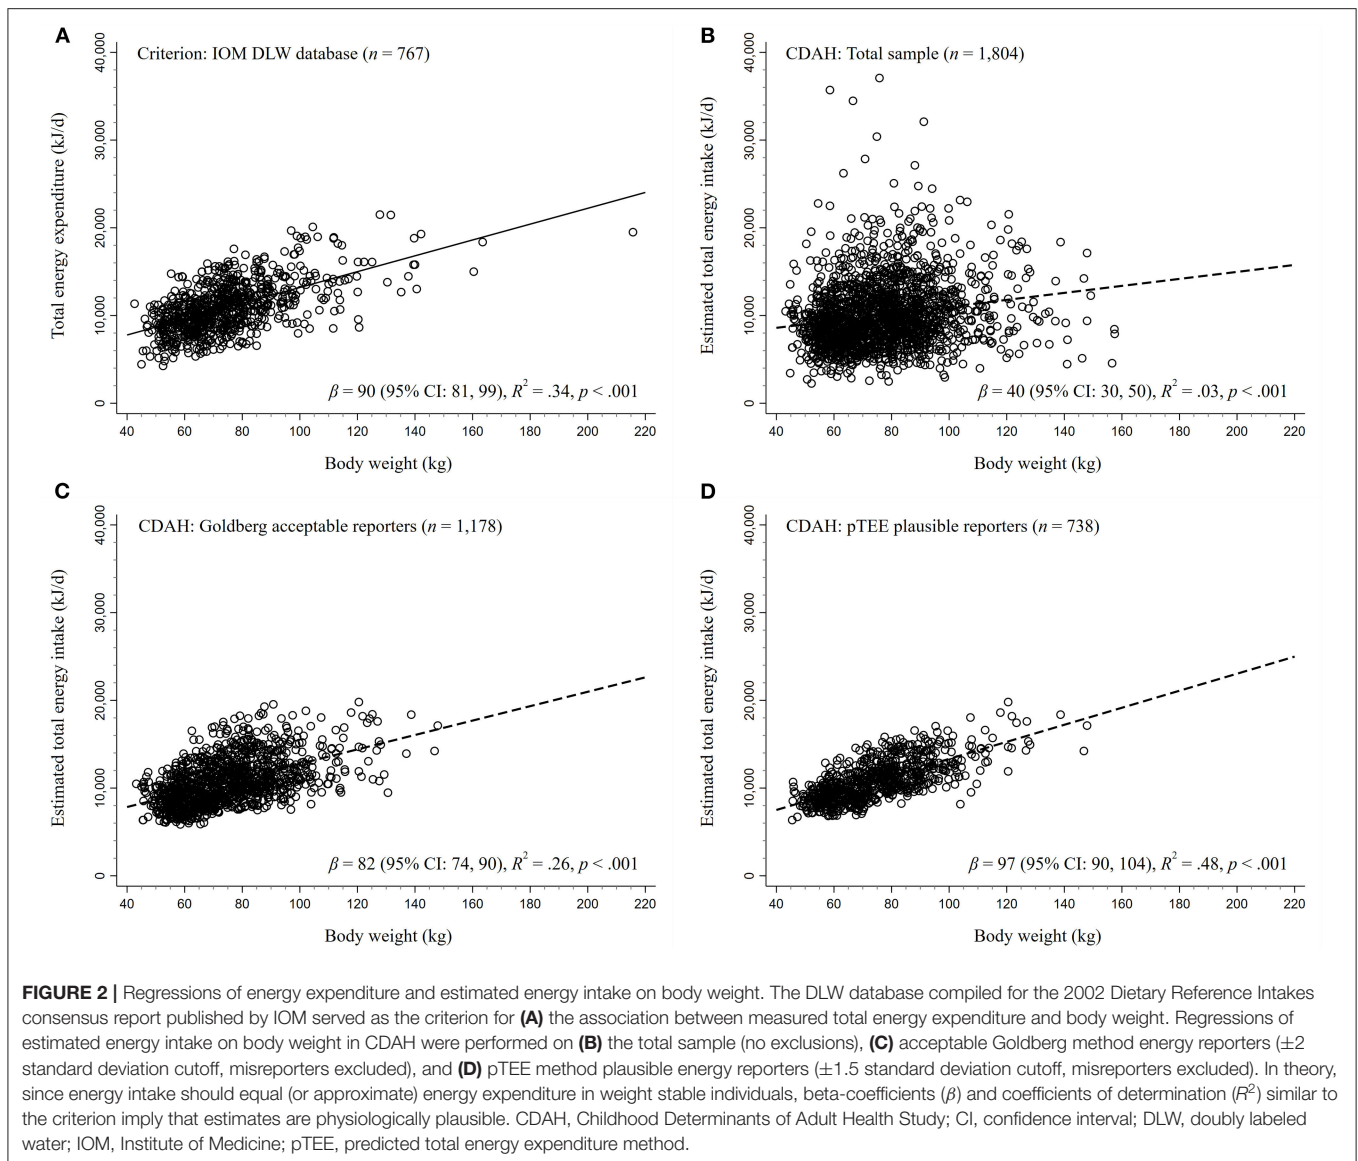 A
Criterion: IOM DLW database (n = 767)
Total energy expenditure (kJ/d)
40,000
30,000
20,000
10,000
0
β = 90 (95% CI: 81, 99), R² = .34, p < .001
40 60 80 100 120 140 160 180 200 220
Body weight (kg)
B
CDAH: Total sample (n = 1,804)
Estimated total energy intake (kJ/d)
40,000
30,000
20,000
10,000
0
β = 40 (95% CI: 30, 50), R² = .03, p < .001
40 60 80 100 120 140 160 180 200 220
Body weight (kg)
C
CDAH: Goldberg acceptable reporters (n = 1,178)
Estimated total energy intake (kJ/d)
40,000
30,000
20,000
10,000
0
β = 82 (95% CI: 74, 90), R² = .26, p < .001
40 60 80 100 120 140 160 180 200 220
Body weight (kg)
D
CDAH: pTEE plausible reporters (n = 738)
Estimated total energy intake (kJ/d)
40,000
30,000
20,000
10,000
0
β = 97 (95% CI: 90, 104), R² = .48, p < .001
40 60 80 100 120 140 160 180 200 220
Body weight (kg)
FIGURE 2 | Regressions of energy expenditure and estimated energy intake on body weight. The DLW database compiled for the 2002 Dietary Reference Intakes
consensus report published by IOM served as the criterion for (A) the association between measured total energy expenditure and body weight. Regressions of
estimated energy intake on body weight in CDAH were performed on (B) the total sample (no exclusions), (C) acceptable Goldberg method energy reporters (±2
standard deviation cutoff, misreporters excluded), and (D) pTEE method plausible energy reporters (±1.5 standard deviation cutoff, misreporters excluded). In theory,
since energy intake should equal (or approximate) energy expenditure in weight stable individuals, beta-coefficients (β) and coefficients of determination (R²) similar to
the criterion imply that estimates are physiologically plausible. CDAH, Childhood Determinants of Adult Health Study; CI, confidence interval; DLW, doubly labeled
water; IOM, Institute of Medicine; pTEE, predicted total energy expenditure method.